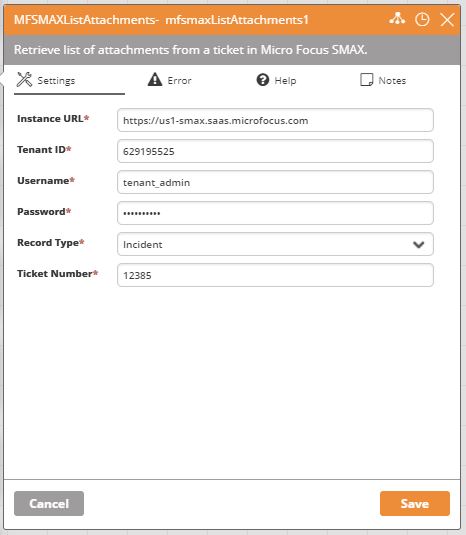 MFSMAXListAttachments- mfsmaxListAttachments1
Retrieve list of attachments from a ticket in Micro Focus SMAX.
Settings Error Help Notes
Instance URL* https://us1-smax.saas.microfocus.com
Tenant ID* 629195525
Username* tenant_admin
Password* ••••••••••
Record Type* Incident
Ticket Number* 12385
Cancel Save